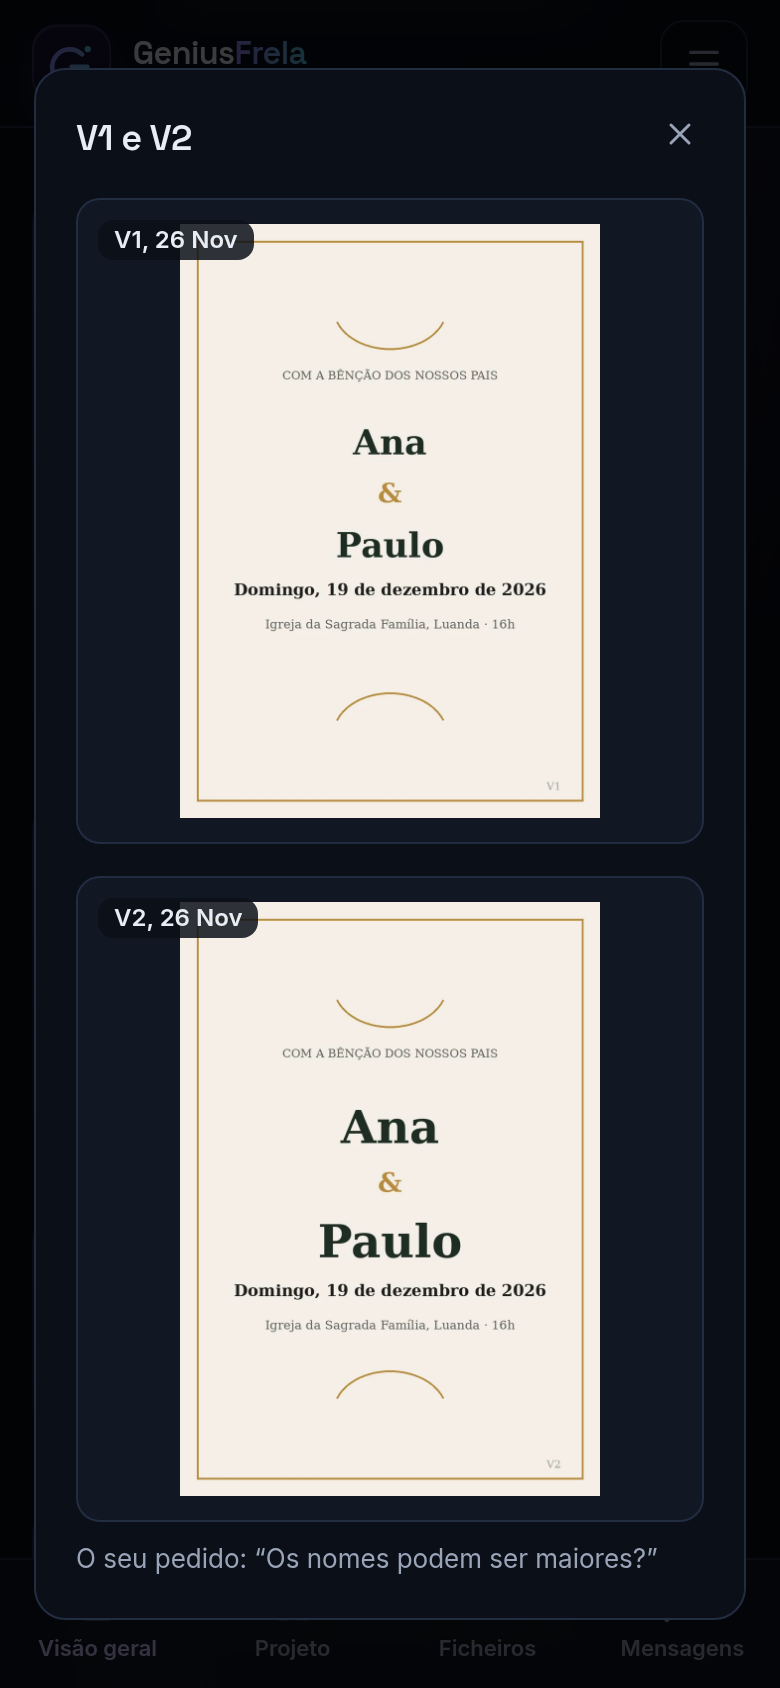 GeniusFrela
V1 e V2
V1, 26 Nov
COM A BÊNÇÃO DOS NOSSOS PAIS
Ana
&
Paulo
Domingo, 19 de dezembro de 2026
Igreja da Sagrada Família, Luanda · 16h
V1
V2, 26 Nov
COM A BÊNÇÃO DOS NOSSOS PAIS
Ana
&
Paulo
Domingo, 19 de dezembro de 2026
Igreja da Sagrada Família, Luanda · 16h
V2
O seu pedido: “Os nomes podem ser maiores?”
Visão geral Projeto Ficheiros Mensagens